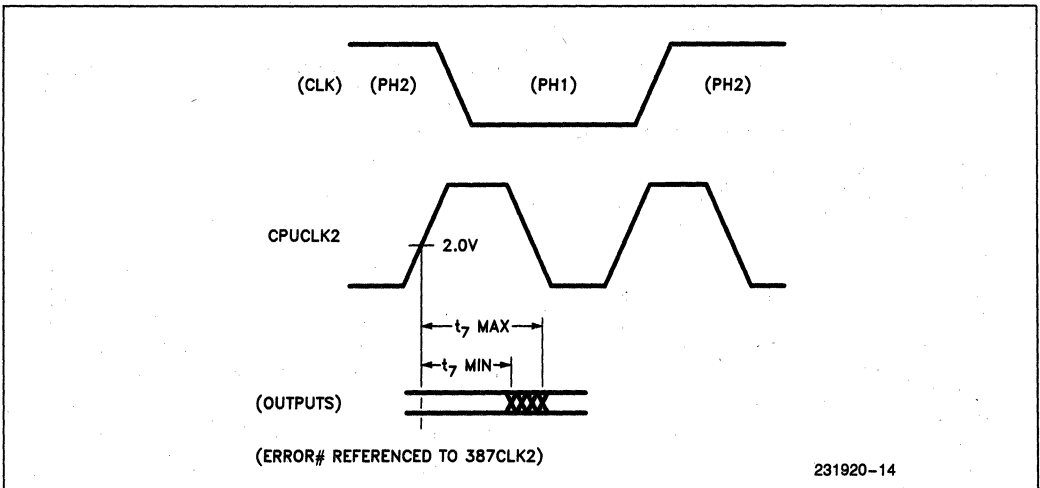 (CLK) (PH2) (PH1) (PH2)
CPUCLK2
2.0V
t7 MAX
t7 MIN
(OUTPUTS)
(ERROR# REFERENCED TO 387CLK2)
231920-14